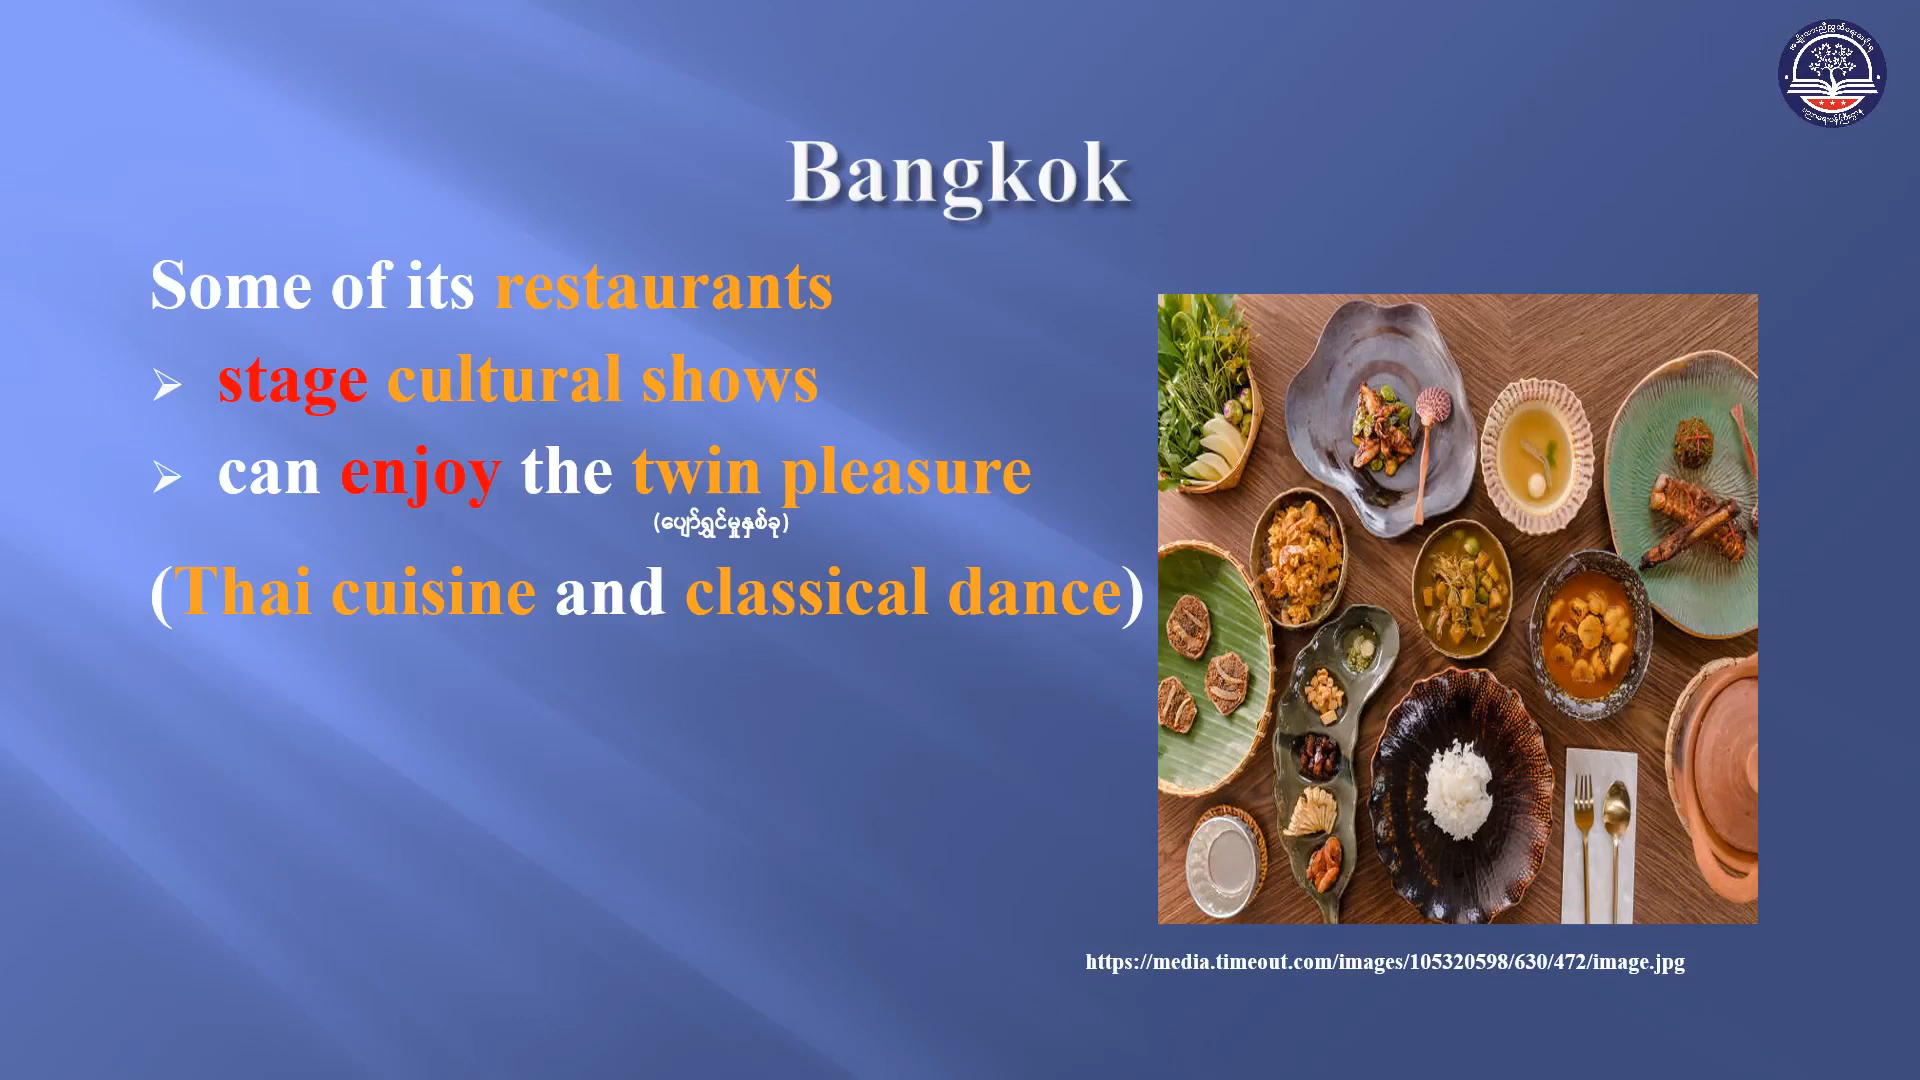 Bangkok
Some of its restaurants
➢ stage cultural shows
➢ can enjoy the twin pleasure
(ပျော်ရွှင်မှုနှစ်ခု)
(Thai cuisine and classical dance)
https://media.timeout.com/images/105320598/630/472/image.jpg